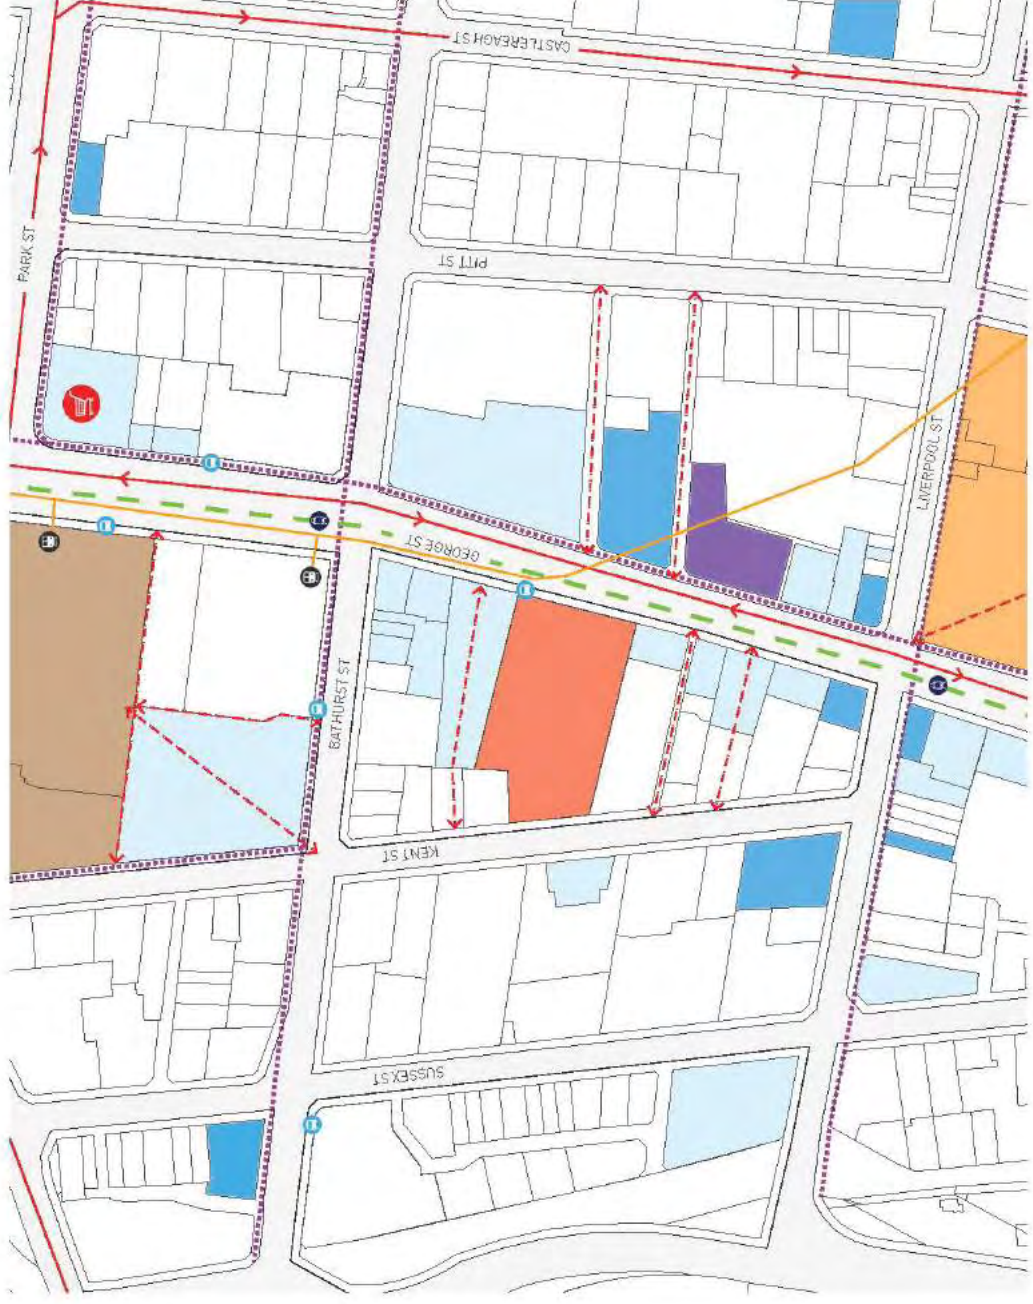 CASTLEREAGH ST
PARK ST
PITT ST
LIVERPOOL ST
GEORGE ST
BATHURST ST
KENT ST
SUSSEX ST